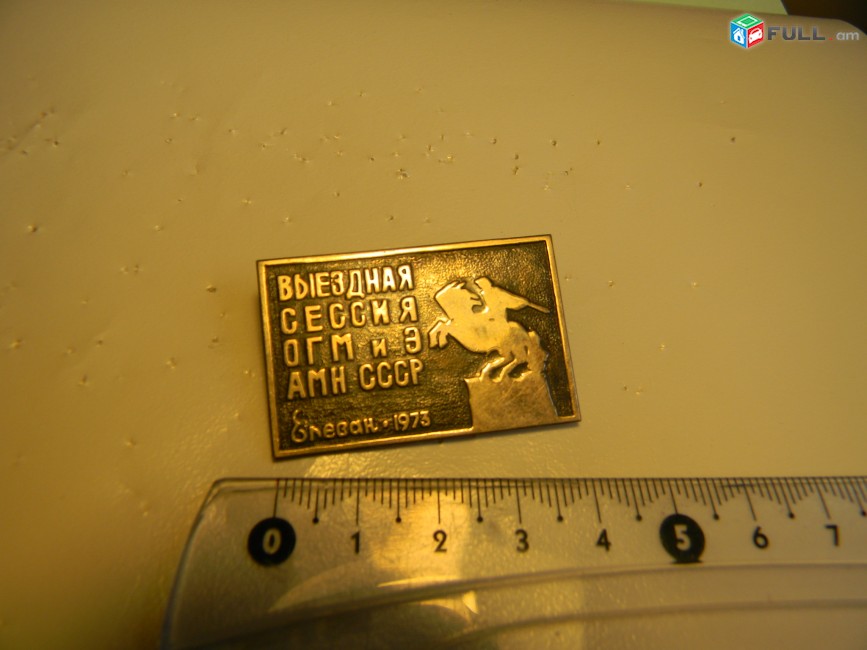 FULL.am
ВЫЕЗДНАЯ
СЕССИЯ
ОГМ и Э
АМН СССР
Ереван • 1973
0 1 2 3 4 5 6 7